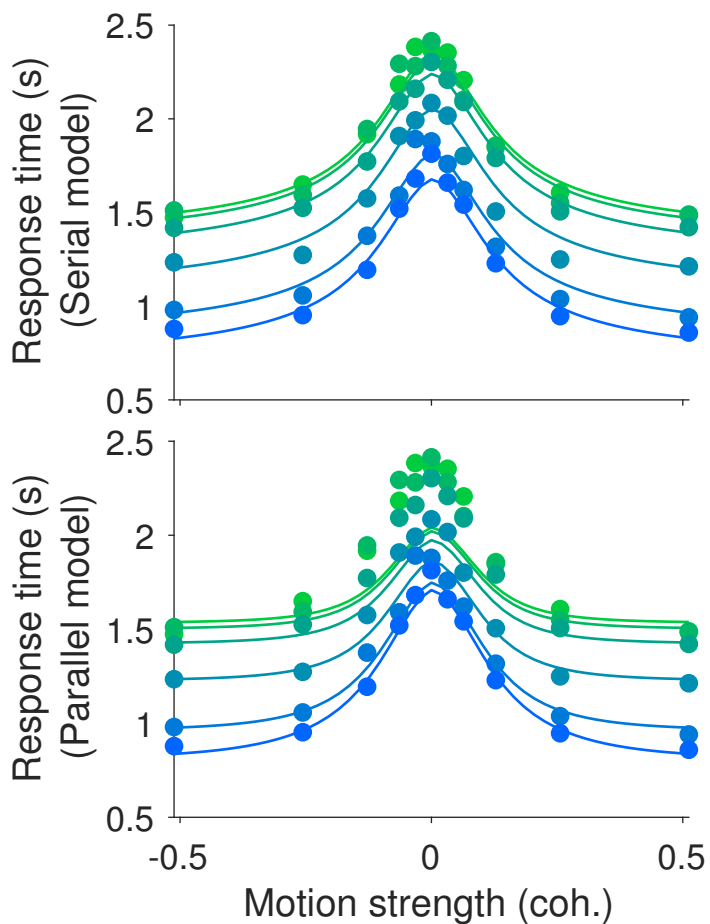 Response time (s)
(Serial model)
2.5
2
1.5
1
0.5
Response time (s)
(Parallel model)
2.5
2
1.5
1
0.5
-0.5 0 0.5
Motion strength (coh.)